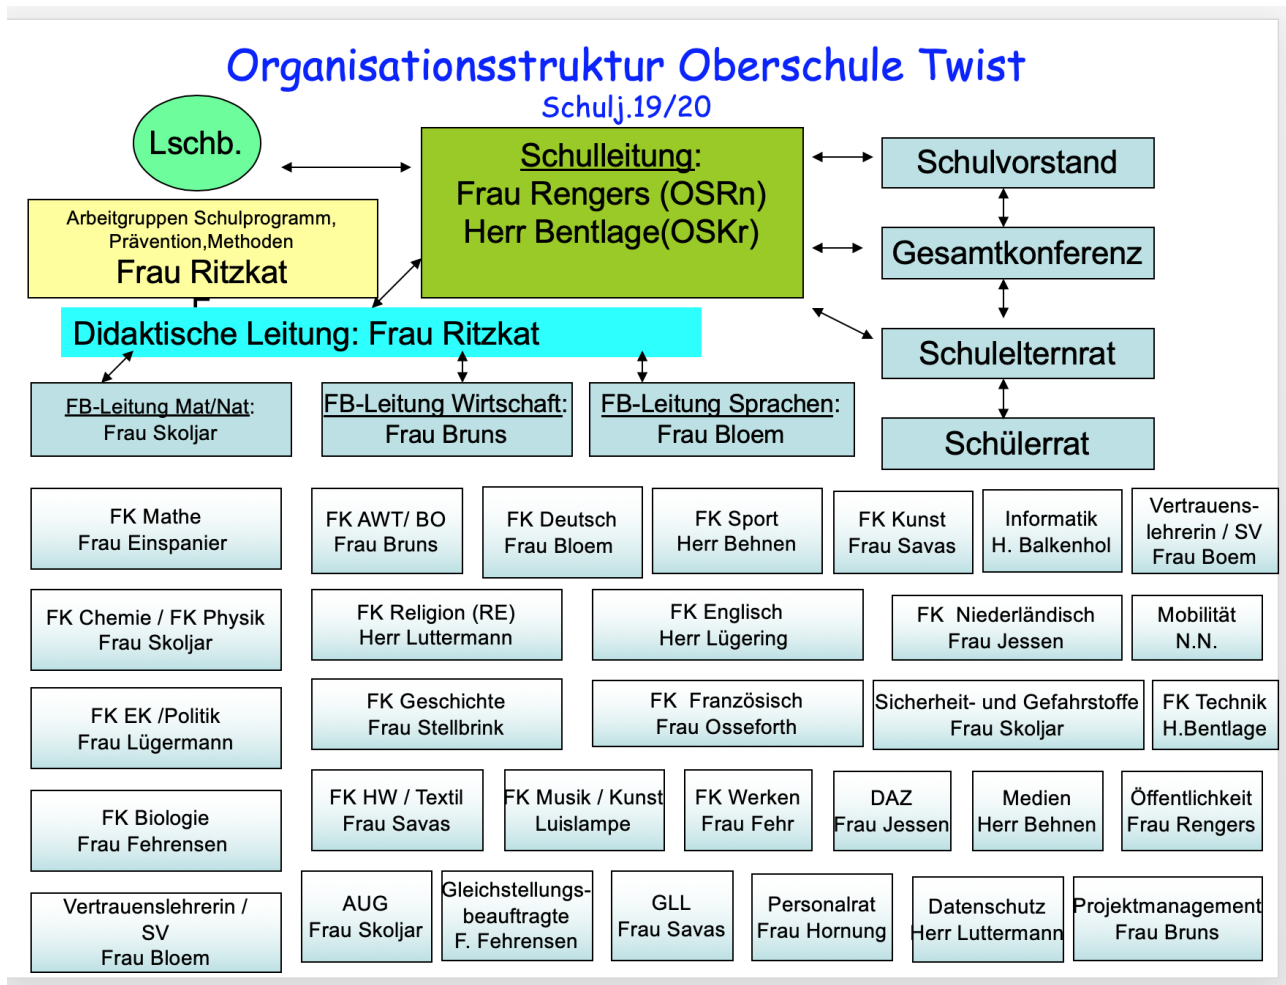 Organisationsstruktur Oberschule Twist
Schulj.19/20
Lschb.
Schulleitung:
Frau Rengers (OSRn)
Herr Bentlage(OSKr)
Schulvorstand
Gesamtkonferenz
Schulelternrat
Schülerrat
Arbeitgruppen Schulprogramm,
Prävention,Methoden
Frau Ritzkat
Didaktische Leitung: Frau Ritzkat
FB-Leitung Mat/Nat:
Frau Skoljar
FB-Leitung Wirtschaft:
Frau Bruns
FB-Leitung Sprachen:
Frau Bloem
FK Mathe
Frau Einspanier
FK AWT/ BO
Frau Bruns
FK Deutsch
Frau Bloem
FK Sport
Herr Behnen
FK Kunst
Frau Savas
Informatik
H. Balkenhol
Vertrauens-
lehrerin / SV
Frau Boem
FK Chemie / FK Physik
Frau Skoljar
FK Religion (RE)
Herr Luttermann
FK Englisch
Herr Lügering
FK Niederländisch
Frau Jessen
Mobilität
N.N.
FK EK /Politik
Frau Lügermann
FK Geschichte
Frau Stellbrink
FK Französisch
Frau Osseforth
Sicherheit- und Gefahrstoffe
Frau Skoljar
FK Technik
H.Bentlage
FK Biologie
Frau Fehrensen
FK HW / Textil
Frau Savas
FK Musik / Kunst
Luislampe
FK Werken
Frau Fehr
DAZ
Frau Jessen
Medien
Herr Behnen
Öffentlichkeit
Frau Rengers
Vertrauenslehrerin /
SV
Frau Bloem
AUG
Frau Skoljar
Gleichstellungs-
beauftragte
F. Fehrensen
GLL
Frau Savas
Personalrat
Frau Hornung
Datenschutz
Herr Luttermann
Projektmanagement
Frau Bruns